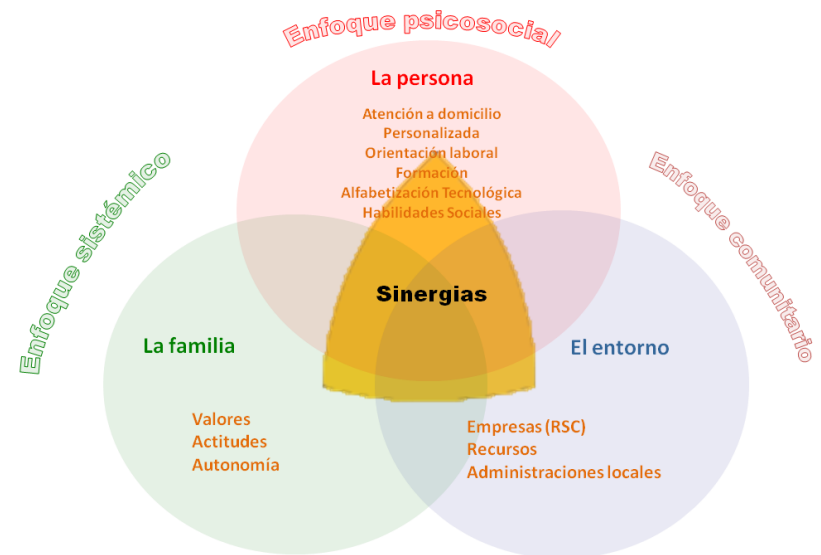 Enfoque psicosocial
La persona
Atención a domicilio
Personalizada
Orientación laboral
Formación
Alfabetización Tecnológica
Habilidades Sociales
Enfoque sistémico
Enfoque comunitario
Sinergias
La familia
El entorno
Valores
Actitudes
Autonomía
Empresas (RSC)
Recursos
Administraciones locales